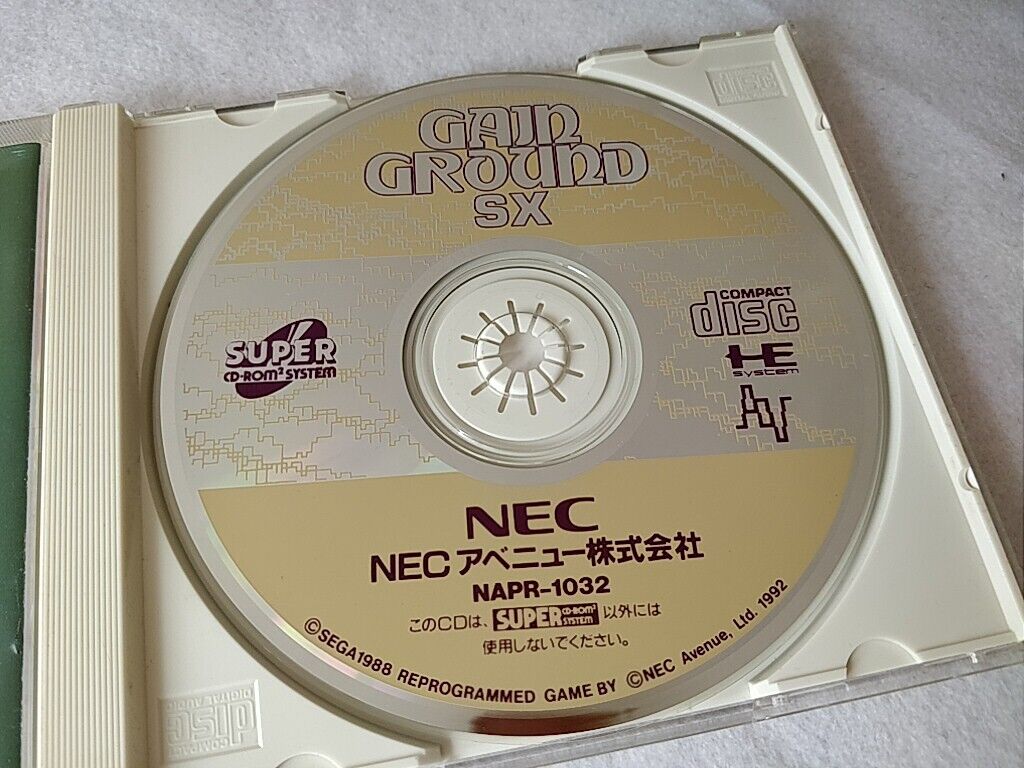 GAIN
GROUND
SX
COMPACT
disc
SUPER
CD-ROM² SYSTEM
HE
SYSTEM
AV
NEC
NECアベニュー株式会社
NAPR-1032
このCDは、SUPER CD-ROM² SYSTEM 以外には
使用しないでください。
©SEGA1988 REPROGRAMMED GAME BY ©NEC Avenue, Ltd. 1992
COMPACT
disc
DIGITAL AUDIO